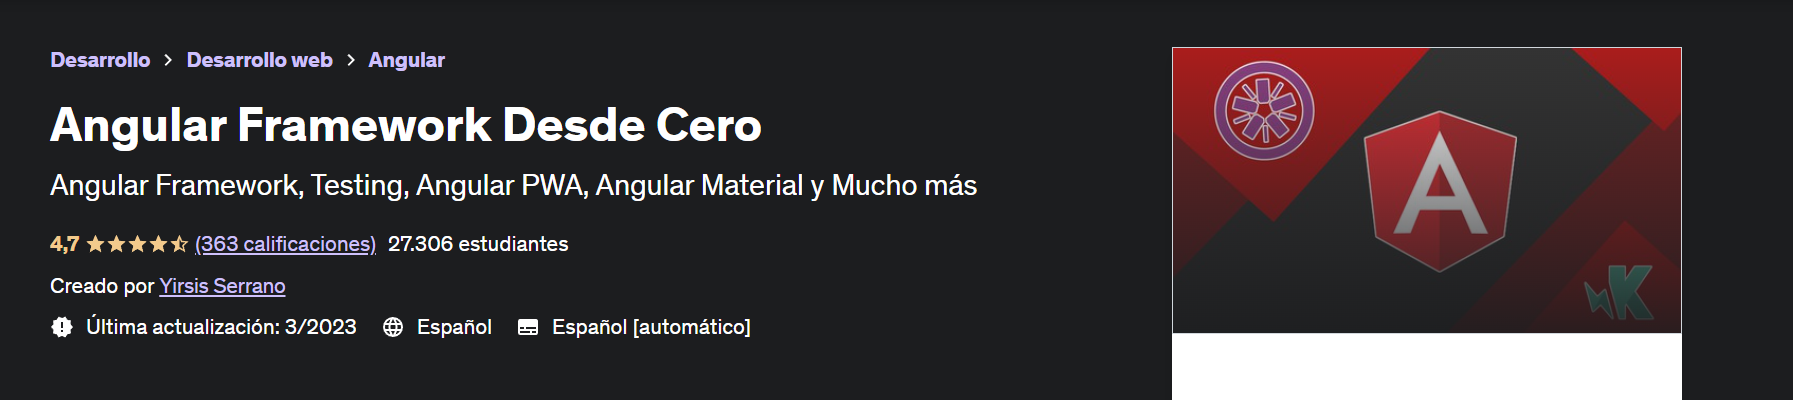 Desarrollo > Desarrollo web > Angular
Angular Framework Desde Cero
Angular Framework, Testing, Angular PWA, Angular Material y Mucho más
4,7 (363 calificaciones) 27.306 estudiantes
Creado por Yirsis Serrano
Última actualización: 3/2023 Español Español [automático]
A
K